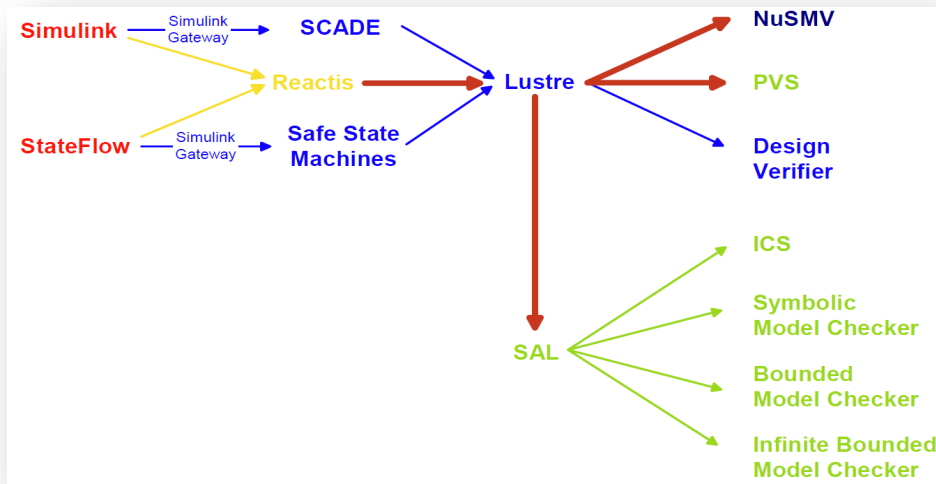 Simulink
Simulink
Gateway
SCADE
NuSMV
Reactis
Lustre
PVS
StateFlow
Simulink
Gateway
Safe State
Machines
Design
Verifier
ICS
Symbolic
Model Checker
SAL
Bounded
Model Checker
Infinite Bounded
Model Checker